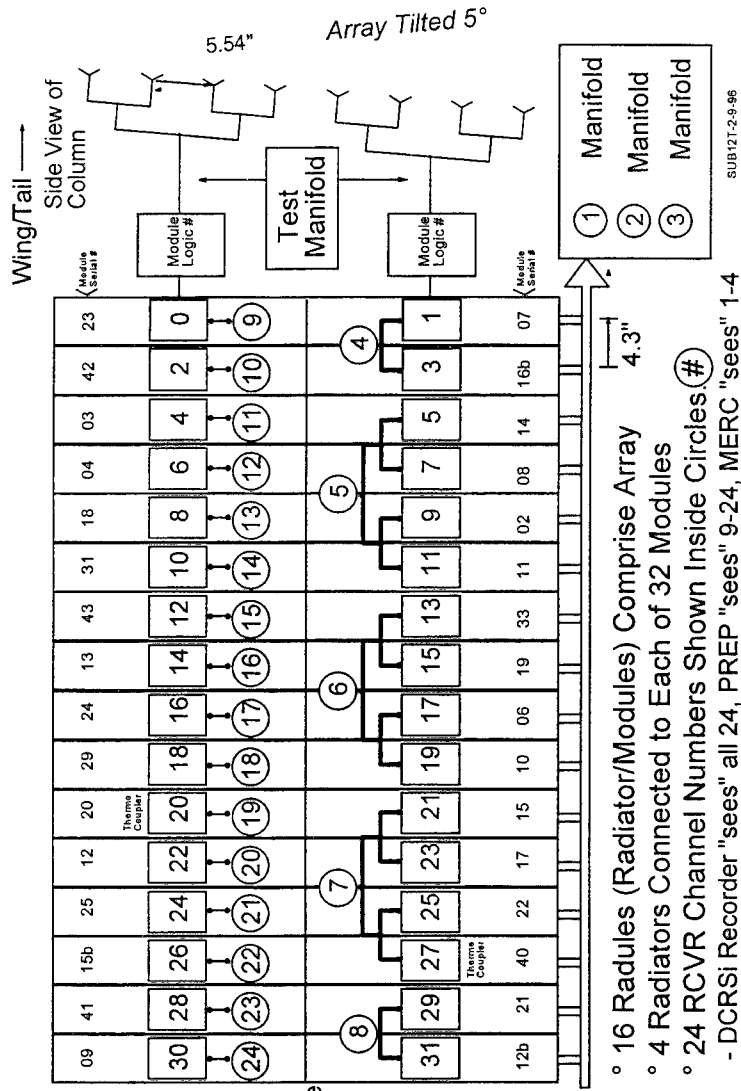 Wing/Tail
Side View of
Column
5.54"
Array Tilted 5°
09 41 15b 25 12 20 29 24 13 43 31 18 04 03 42 23
Module
Serial #
Thermo
Coupler
30 28 26 24 22 20 18 16 14 12 10 8 6 4 2 0
Module
Logic #
24 23 22 21 20 19 18 17 16 15 14 13 12 11 10 9
Test
Manifold
8 7 6 5 4
31 29 27 25 23 21 19 17 15 13 11 9 7 5 3 1
Module
Logic #
Thermo
Coupler
12b 21 40 22 17 15 10 06 19 33 11 02 08 14 16b 07
Module
Serial #
4.3"
° 16 Radules (Radiator/Modules) Comprise Array
° 4 Radiators Connected to Each of 32 Modules
° 24 RCVR Channel Numbers Shown Inside Circles.#
- DCRSi Recorder "sees" all 24, PREP "sees" 9-24, MERC "sees" 1-4
1 Manifold
2 Manifold
3 Manifold
SUB12T-2-9-96